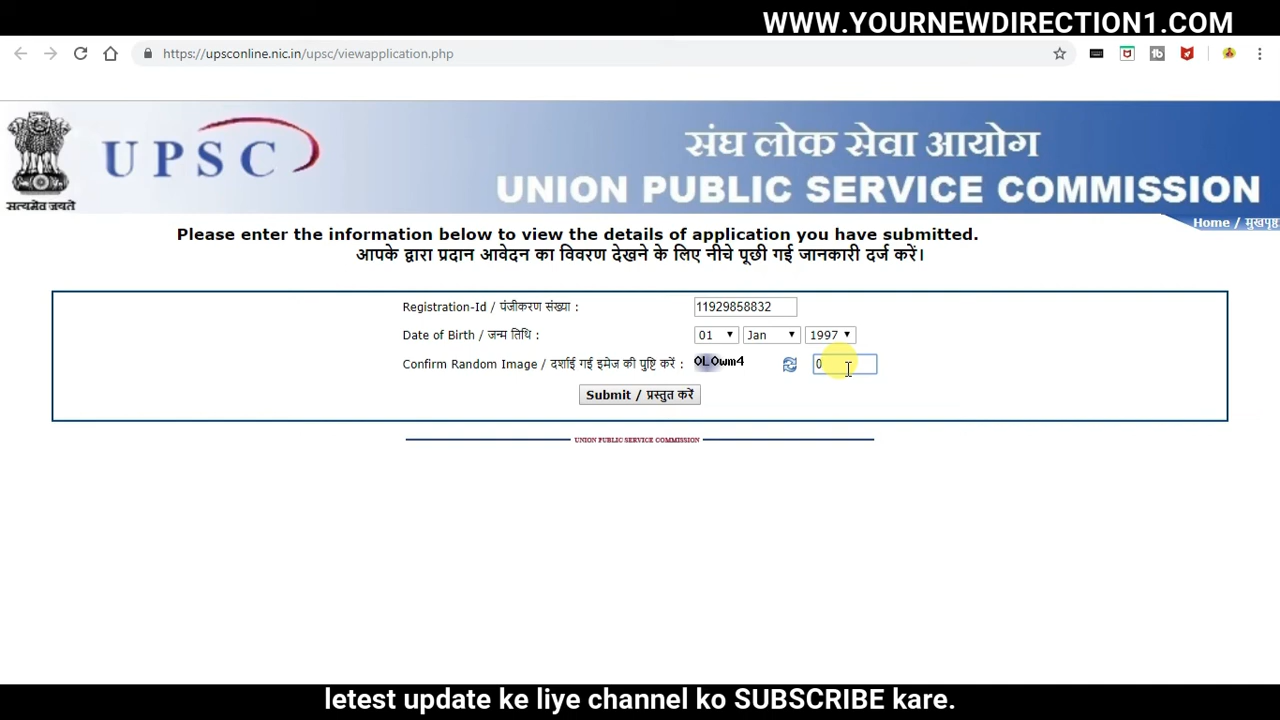 WWW.YOURNEWDIRECTION1.COM
https://upsconline.nic.in/upsc/viewapplication.php
UPSC
सत्यमेव जयते
संघ लोक सेवा आयोग
UNION PUBLIC SERVICE COMMISSION
Home / मुखपृष्ठ
Please enter the information below to view the details of application you have submitted.
आपके द्वारा प्रदान आवेदन का विवरण देखने के लिए नीचे पूछी गई जानकारी दर्ज करें।
Registration-Id / पंजीकरण संख्या : 11929858832
Date of Birth / जन्म तिथि : 01 Jan 1997
Confirm Random Image / दर्शाई गई इमेज की पुष्टि करें : 0L0wm4 0
Submit / प्रस्तुत करें
UNION PUBLIC SERVICE COMMISSION
letest update ke liye channel ko SUBSCRIBE kare.